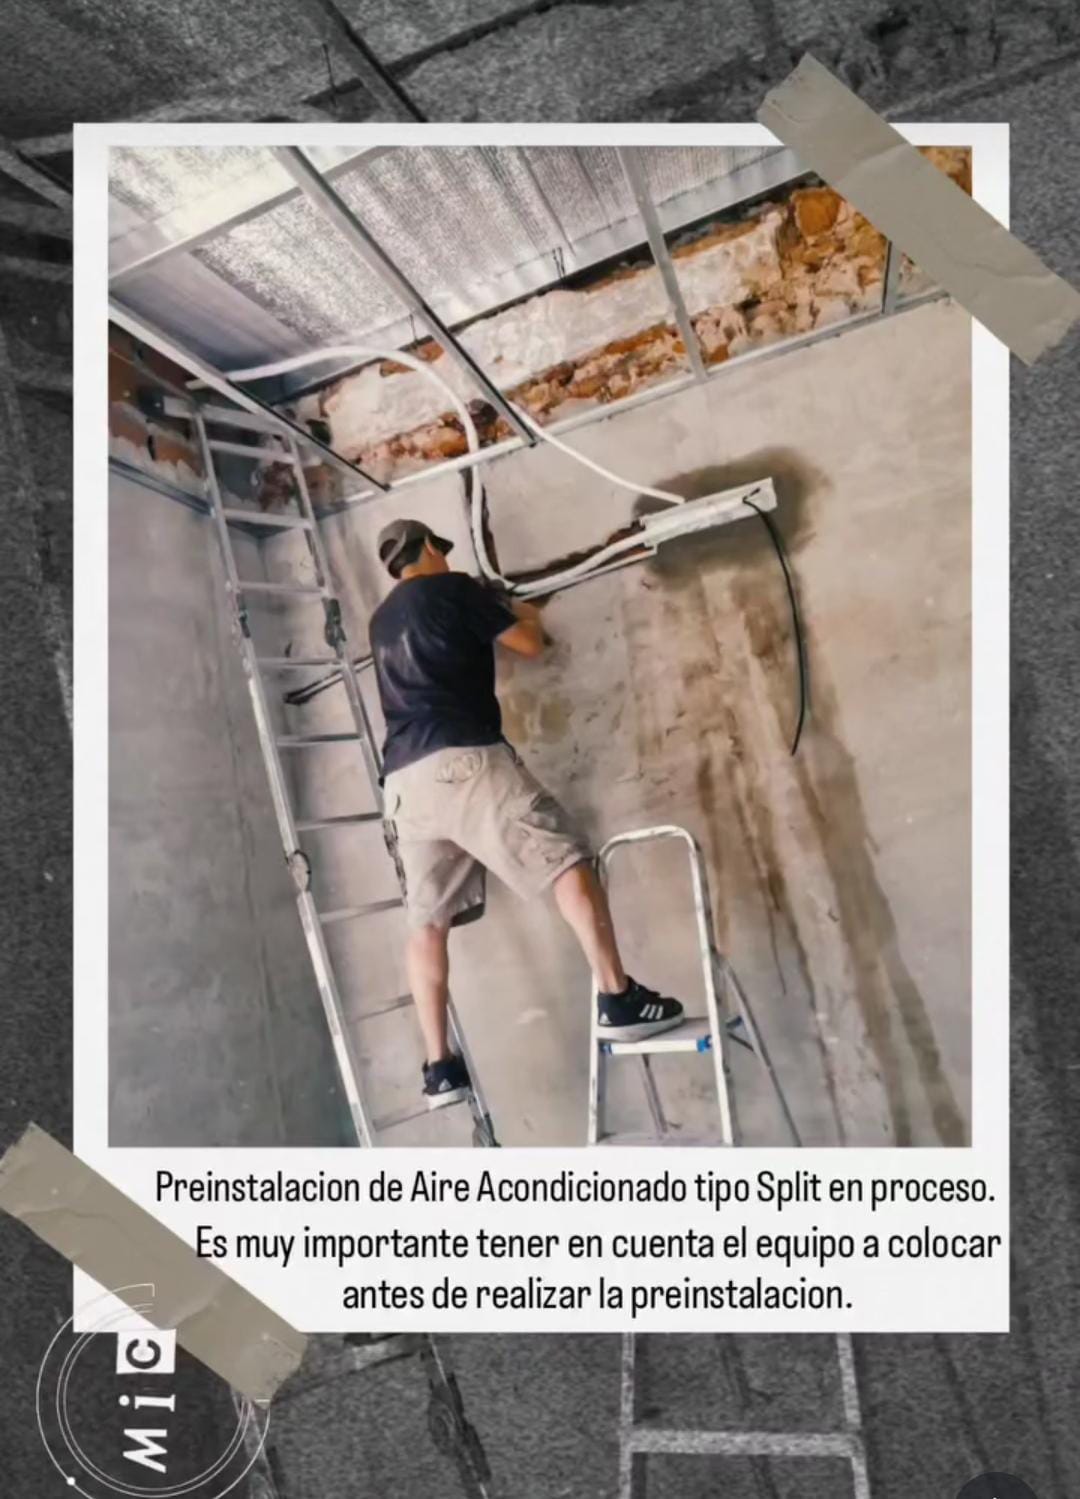 Preinstalacion de Aire Acondicionado tipo Split en proceso.
Es muy importante tener en cuenta el equipo a colocar
antes de realizar la preinstalacion.
MiC